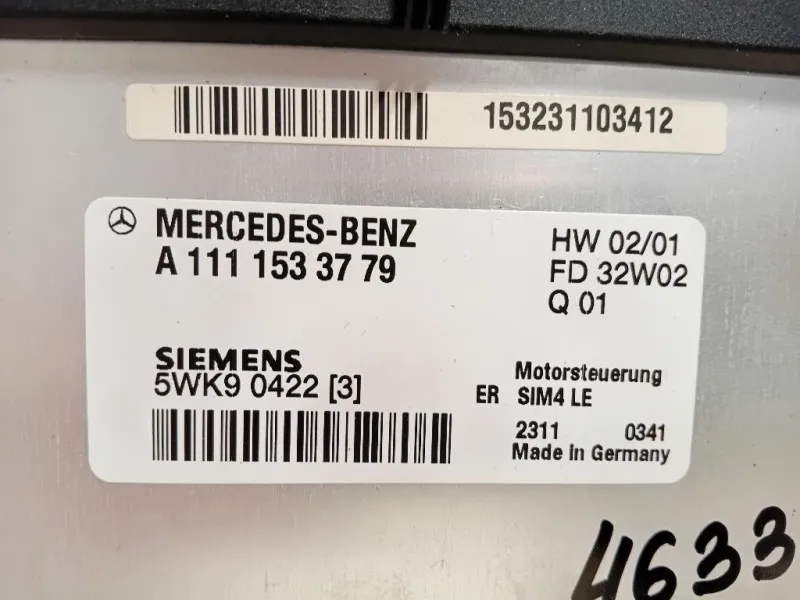 153231103412
MERCEDES-BENZ
A 111 153 37 79
HW 02/01
FD 32W02
Q 01
SIEMENS
5WK9 0422 [3]
Motorsteuerung
ER SIM4 LE
2311 0341
Made in Germany
4633